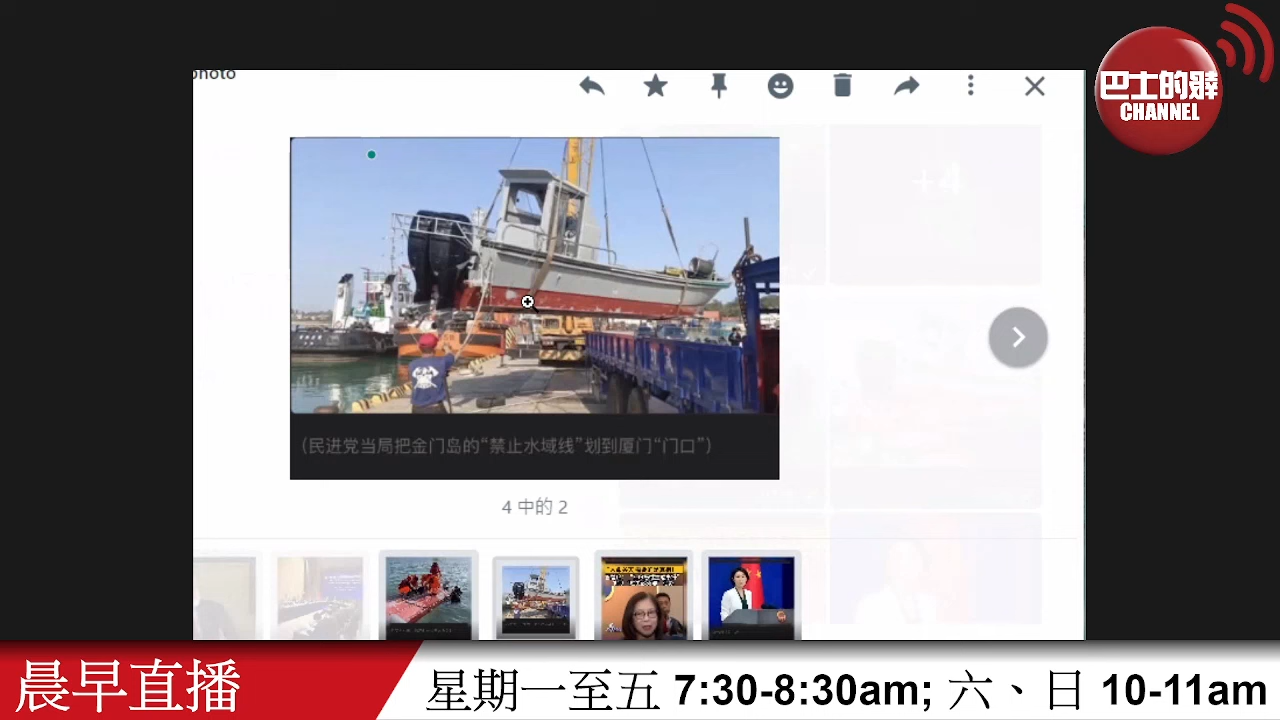 photo
巴士的報
CHANNEL
+4
（民进党当局把金门岛的“禁止水域线”划到厦门“门口”）
4 中的 2
晨早直播
星期一至五 7:30-8:30am; 六、日 10-11am